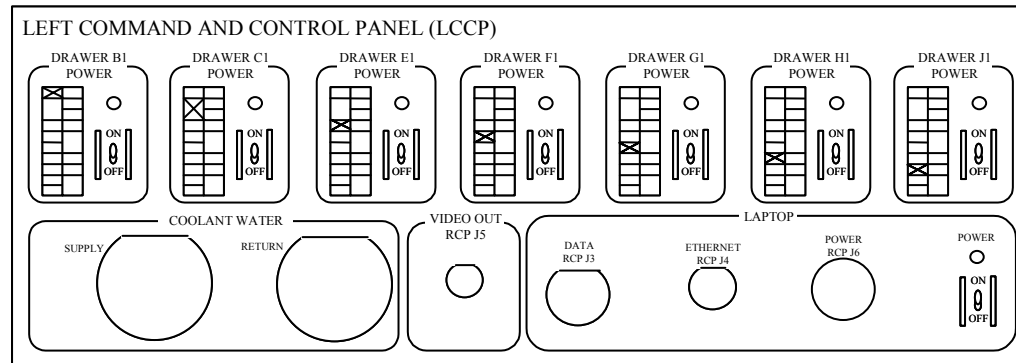 LEFT COMMAND AND CONTROL PANEL (LCCP)
DRAWER B1
POWER
ON
OFF
DRAWER C1
POWER
ON
OFF
DRAWER E1
POWER
ON
OFF
DRAWER F1
POWER
ON
OFF
DRAWER G1
POWER
ON
OFF
DRAWER H1
POWER
ON
OFF
DRAWER J1
POWER
ON
OFF
COOLANT WATER
SUPPLY
RETURN
VIDEO OUT
RCP J5
LAPTOP
DATA
RCP J3
ETHERNET
RCP J4
POWER
RCP J6
POWER
ON
OFF